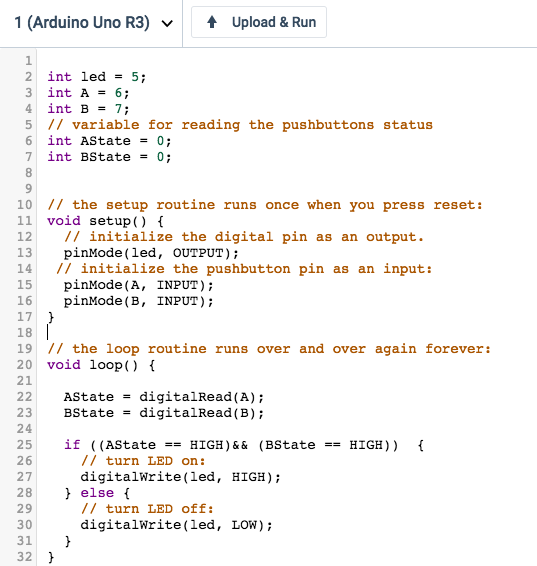 1 (Arduino Uno R3) Upload & Run
1
2 int led = 5;
3 int A = 6;
4 int B = 7;
5 // variable for reading the pushbuttons status
6 int AState = 0;
7 int BState = 0;
8
9
10 // the setup routine runs once when you press reset:
11 void setup() {
12   // initialize the digital pin as an output.
13   pinMode(led, OUTPUT);
14  // initialize the pushbutton pin as an input:
15   pinMode(A, INPUT);
16   pinMode(B, INPUT);
17 }
18
19 // the loop routine runs over and over again forever:
20 void loop() {
21
22   AState = digitalRead(A);
23   BState = digitalRead(B);
24
25   if ((AState == HIGH)&& (BState == HIGH))  {
26     // turn LED on:
27     digitalWrite(led, HIGH);
28   } else {
29     // turn LED off:
30     digitalWrite(led, LOW);
31   }
32 }